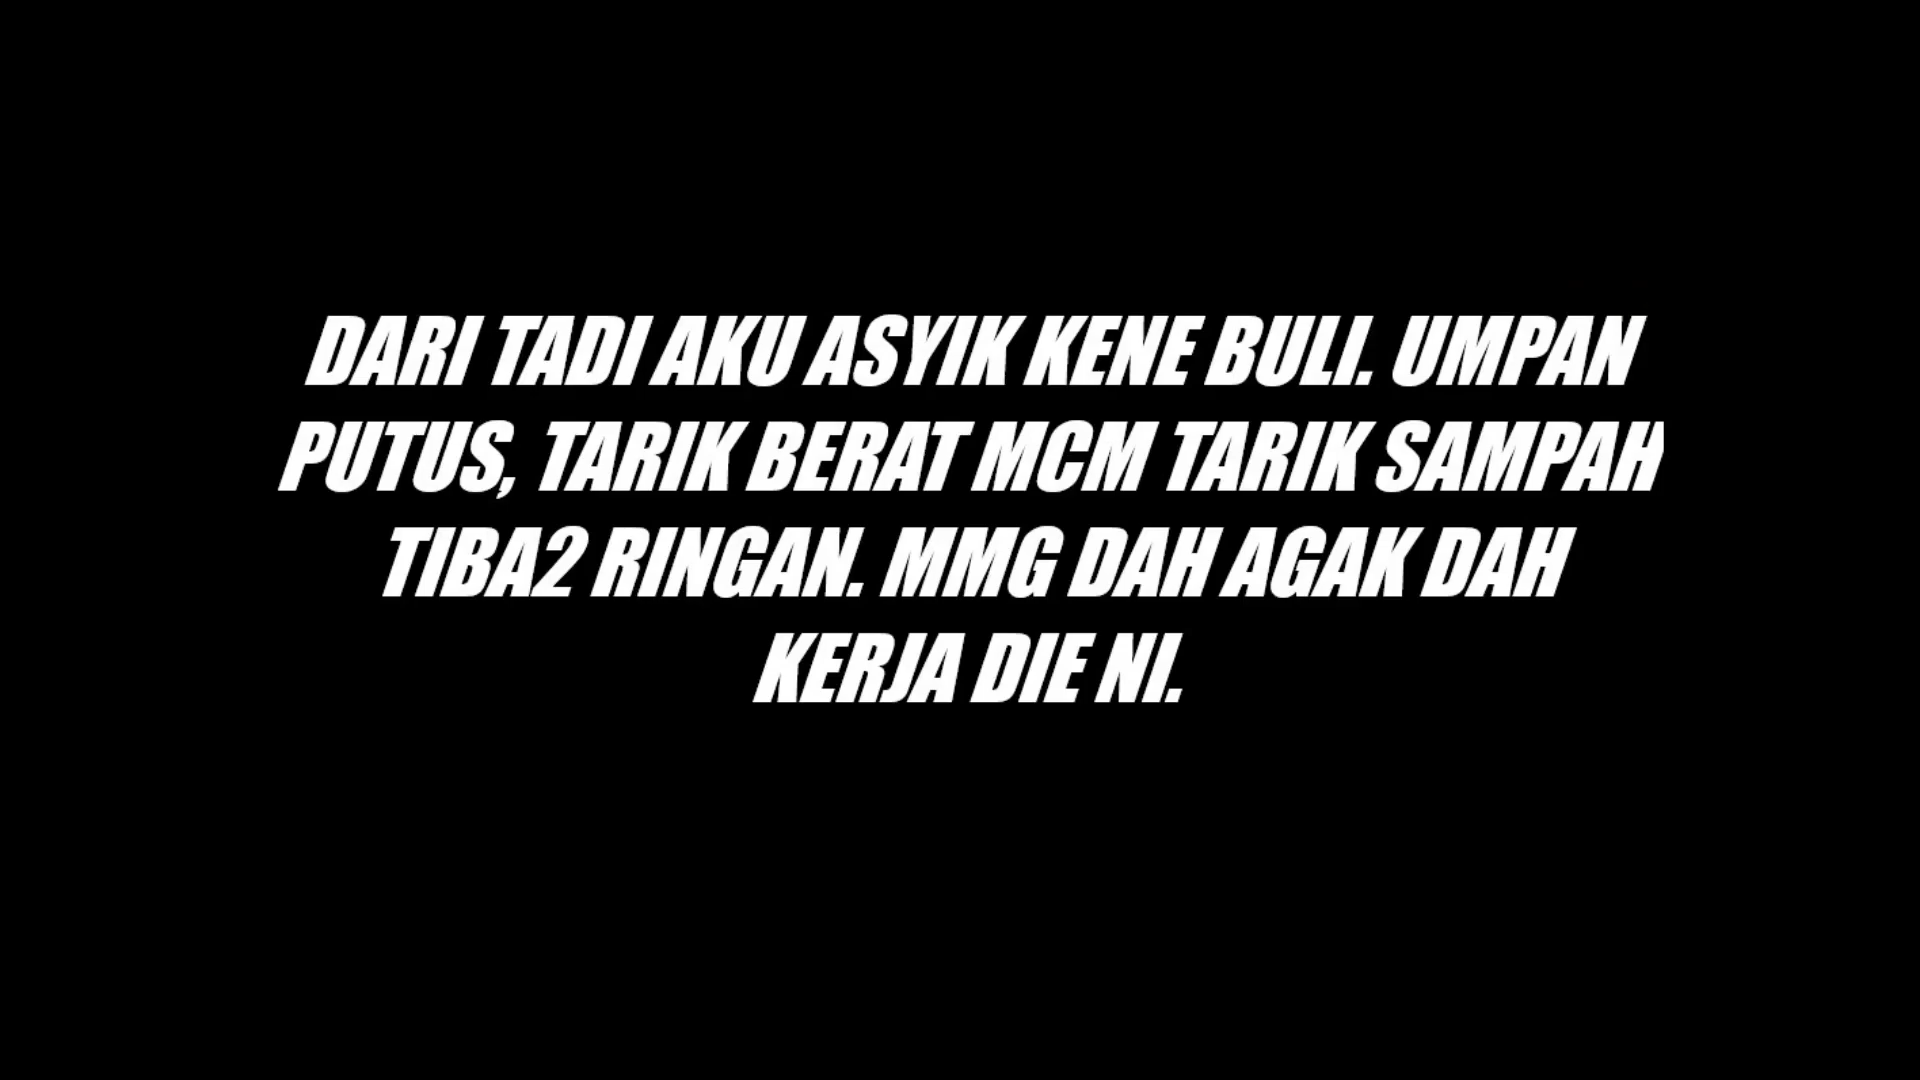 DARI TADI AKU ASYIK KENE BULI. UMPAN
PUTUS, TARIK BERAT MCM TARIK SAMPAH
TIBA2 RINGAN. MMG DAH AGAK DAH
KERJA DIE NI.